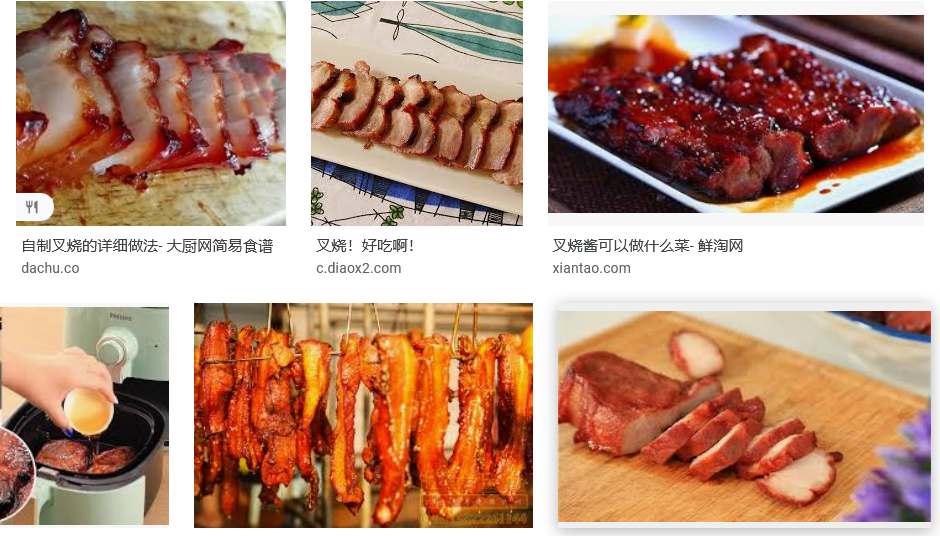 自制叉烧的详细做法- 大厨网简易食谱
dachu.co
叉烧！好吃啊！
c.diaox2.com
叉烧酱可以做什么菜- 鲜淘网
xiantao.com
PHILIPS